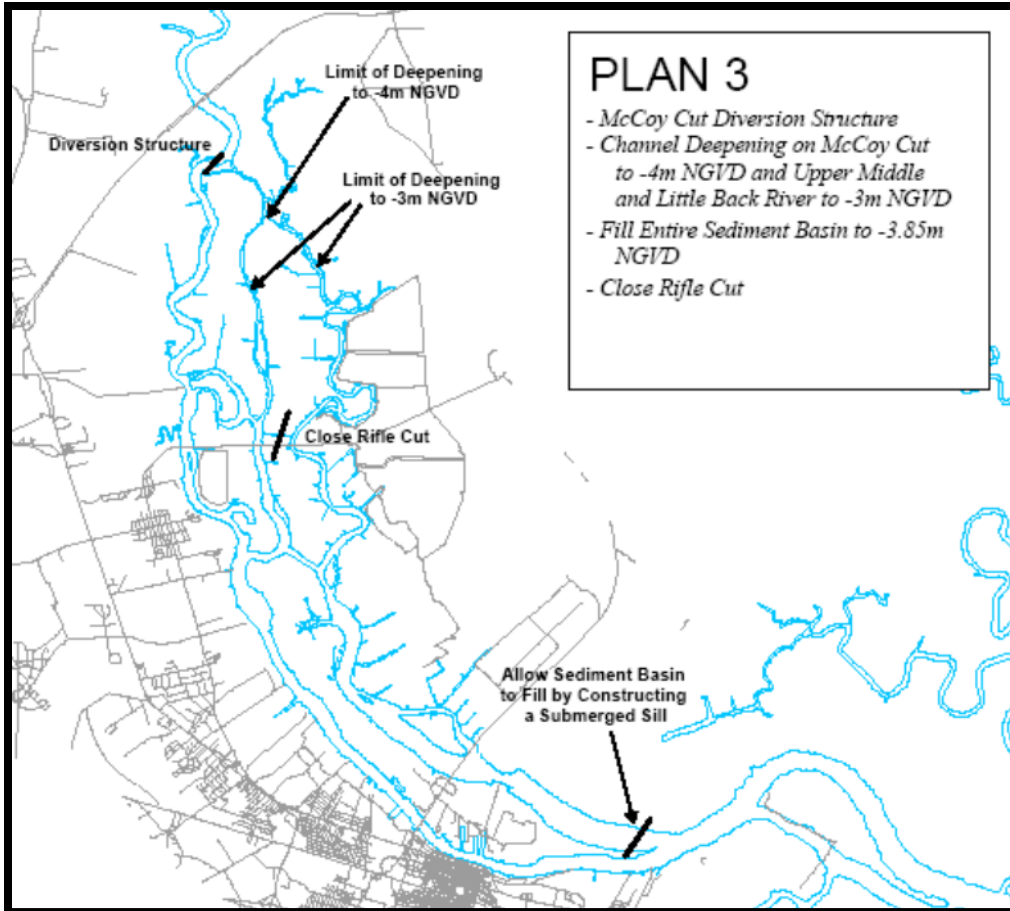 Limit of Deepening
to -4m NGVD
Diversion Structure
Limit of Deepening
to -3m NGVD
Close Rifle Cut
Allow Sediment Basin
to Fill by Constructing
a Submerged Sill
PLAN 3
- McCoy Cut Diversion Structure
- Channel Deepening on McCoy Cut
to -4m NGVD and Upper Middle
and Little Back River to -3m NGVD
- Fill Entire Sediment Basin to -3.85m
NGVD
- Close Rifle Cut